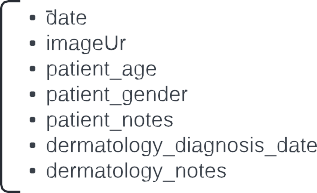 date
imageUr
patient_age
patient_gender
patient_notes
dermatology_diagnosis_date
dermatology_notes